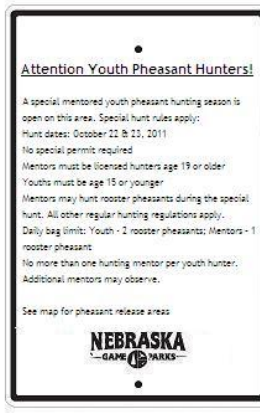 Attention Youth Pheasant Hunters!
A special mentored youth pheasant hunting season is
open on this area. Special hunt rules apply:
Hunt dates: October 22 & 23, 2011
No special permit required
Mentors must be licensed hunters age 19 or older
Youths must be age 15 or younger
Mentors may hunt rooster pheasants during the special
hunt. All other regular hunting regulations apply.
Daily bag limit: Youth - 2 rooster pheasants; Mentors - 1
rooster pheasant
No more than one hunting mentor per youth hunter.
Additional mentors may observe.
See map for pheasant release areas
NEBRASKA
GAME PARKS